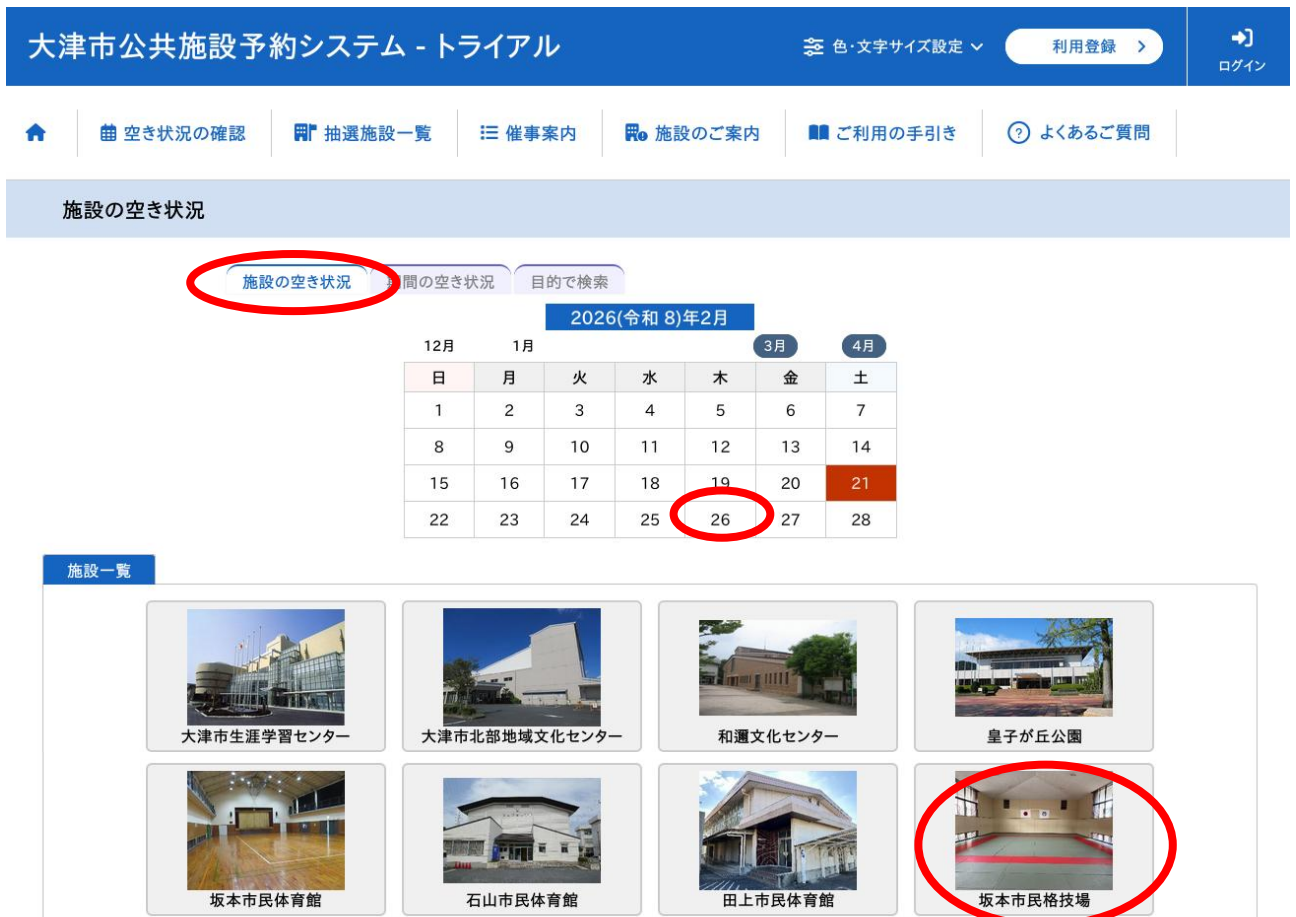 大津市公共施設予約システム - トライアル
色・文字サイズ設定
利用登録
ログイン
空き状況の確認
抽選施設一覧
催事案内
施設のご案内
ご利用の手引き
よくあるご質問
施設の空き状況
施設の空き状況 期間の空き状況 目的で検索
2026(令和 8)年2月
12月 1月 3月 4月
日 月 火 水 木 金 土
1 2 3 4 5 6 7
8 9 10 11 12 13 14
15 16 17 18 19 20 21
22 23 24 25 26 27 28
施設一覧
大津市生涯学習センター
大津市北部地域文化センター
和邇文化センター
皇子が丘公園
坂本市民体育館
石山市民体育館
田上市民体育館
坂本市民格技場